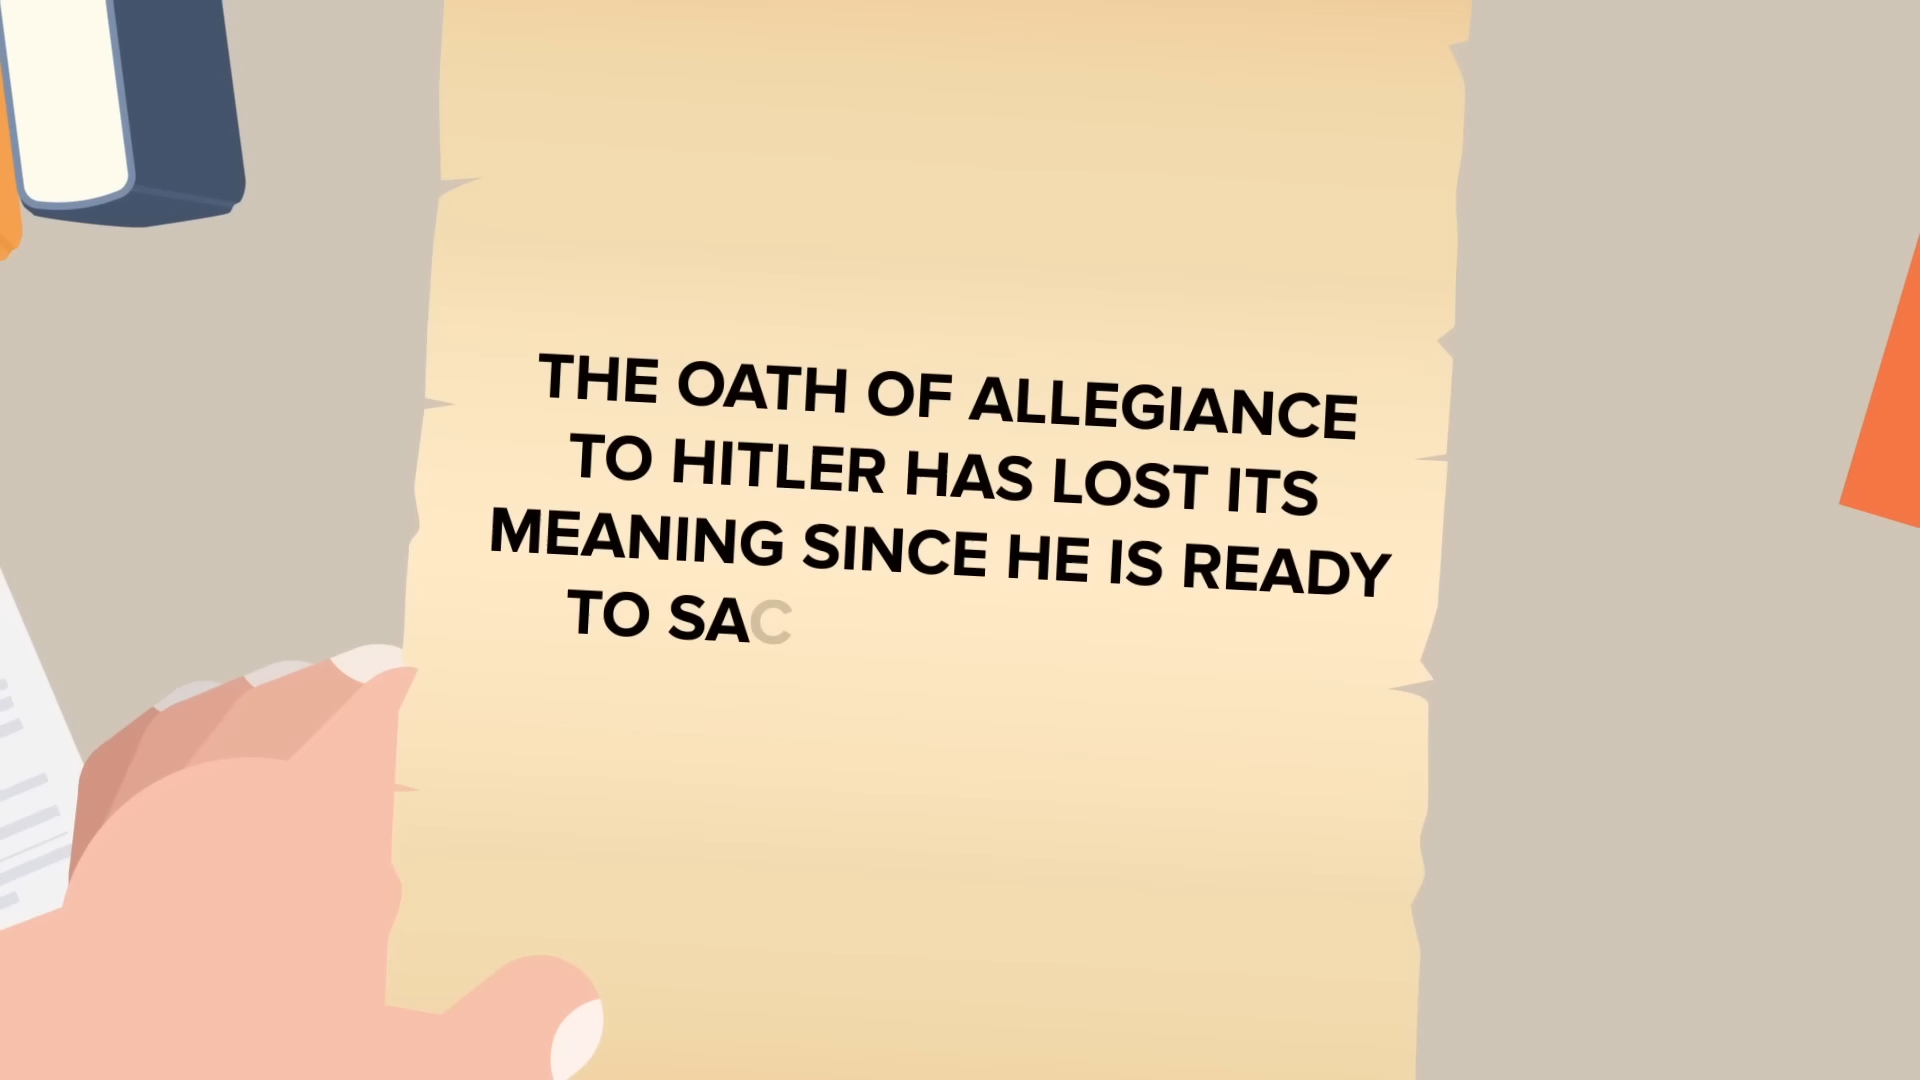 THE OATH OF ALLEGIANCE
TO HITLER HAS LOST ITS
MEANING SINCE HE IS READY
TO SAC